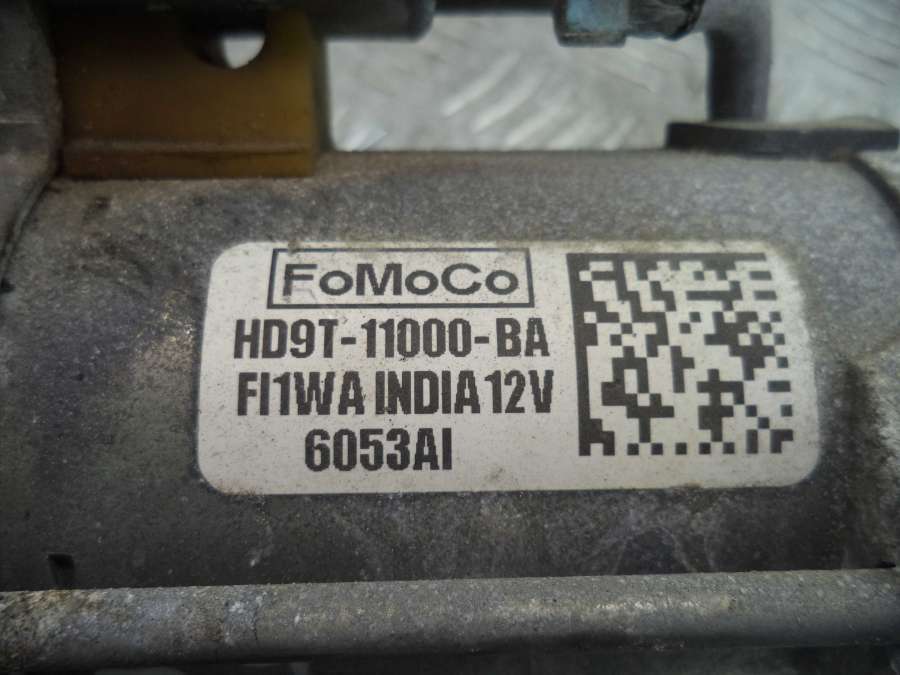 FoMoCo
HD9T-11000-BA
FI1WA INDIA 12V
6053AI